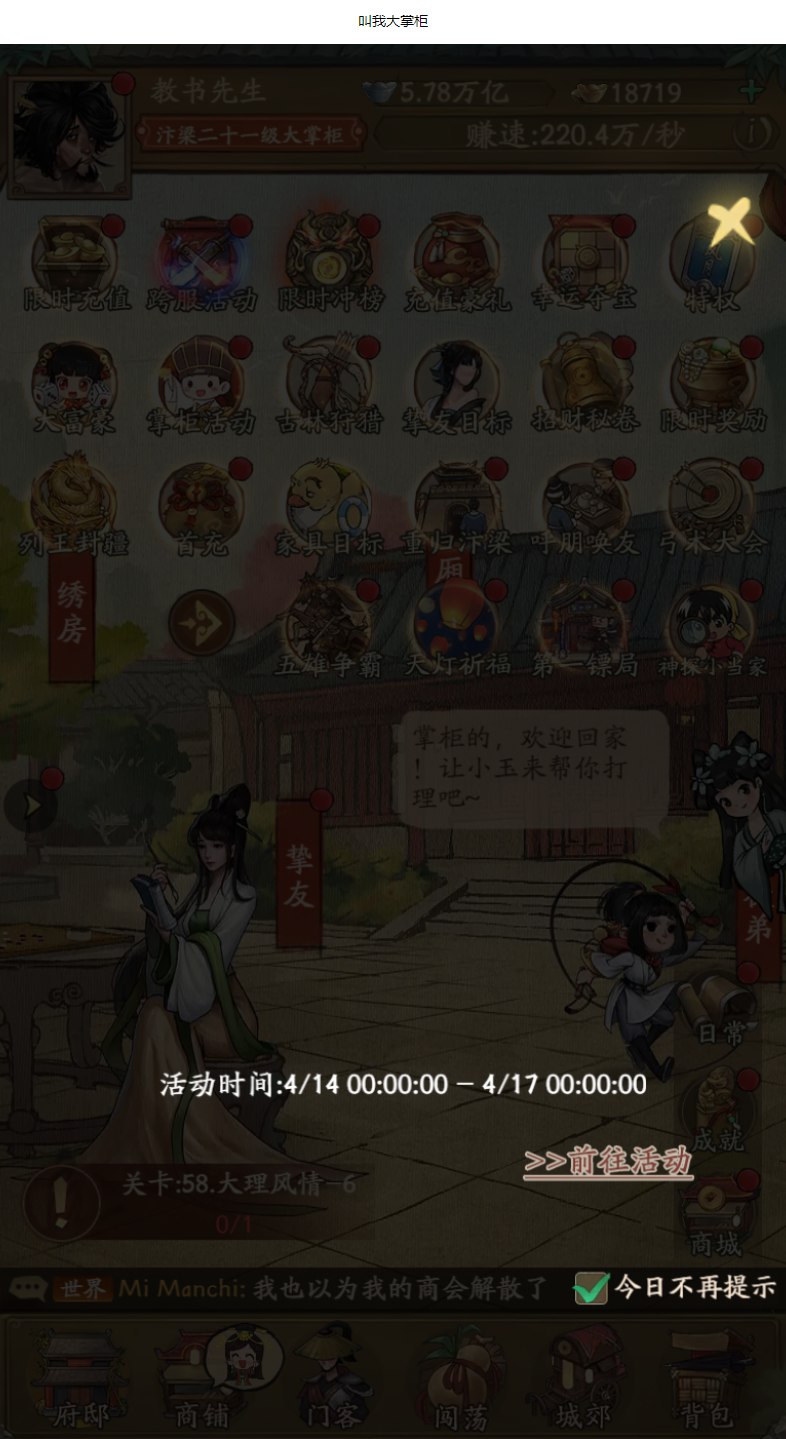 叫我大掌柜
教书先生
5.78万亿
18719
汴梁二十一级大掌柜
赚速:220.4万/秒
限时充值
跨服活动
限时冲榜
充值豪礼
幸运夺宝
特权
大富豪
掌柜活动
古林狩猎
挚友目标
招财秘卷
限时奖励
列王封疆
首充
家具目标
重归汴梁
呼朋唤友
弓术大会
绣房
厢
五雄争霸
天灯祈福
第一镖局
神探小当家
掌柜的，欢迎回家
！让小玉来帮你打
理吧~
挚友
弟
日常
活动时间:4/14 00:00:00 — 4/17 00:00:00
成就
>>前往活动
关卡:58.大理风情-6
0/1
商城
世界 Mi Manchi: 我也以为我的商会解散了
今日不再提示
府邸
商铺
门客
闯荡
城郊
背包